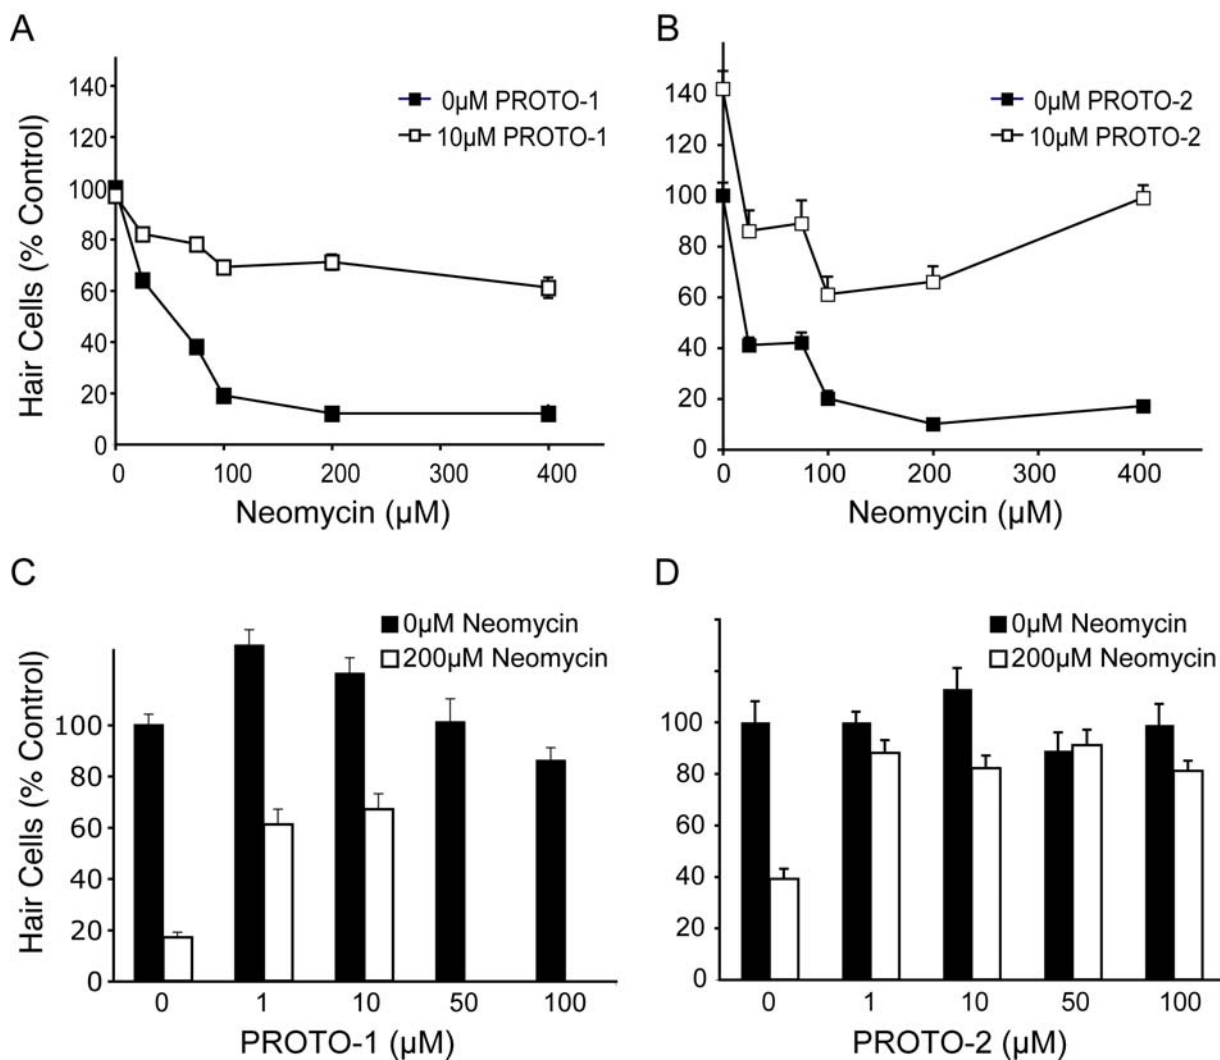 A
Hair Cells (% Control)
140
120
100
80
60
40
20
0
0μM PROTO-1
10μM PROTO-1
0 100 200 300 400
Neomycin (μM)
B
140
120
100
80
60
40
20
0
0μM PROTO-2
10μM PROTO-2
0 100 200 300 400
Neomycin (μM)
C
Hair Cells (% Control)
100
80
60
40
20
0
0μM Neomycin
200μM Neomycin
0 1 10 50 100
PROTO-1 (μM)
D
100
80
60
40
20
0
0μM Neomycin
200μM Neomycin
0 1 10 50 100
PROTO-2 (μM)